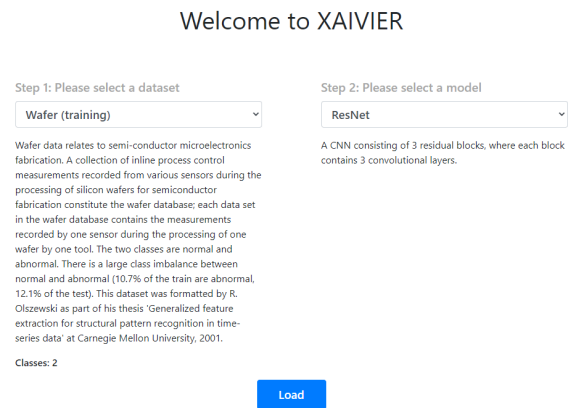 Welcome to XAIVIER
Step 1: Please select a dataset
Wafer (training)
Wafer data relates to semi-conductor microelectronics
fabrication. A collection of inline process control
measurements recorded from various sensors during the
processing of silicon wafers for semiconductor
fabrication constitute the wafer database; each data set
in the wafer database contains the measurements
recorded by one sensor during the processing of one
wafer by one tool. The two classes are normal and
abnormal. There is a large class imbalance between
normal and abnormal (10.7% of the train are abnormal,
12.1% of the test). This dataset was formatted by R.
Olszewski as part of his thesis 'Generalized feature
extraction for structural pattern recognition in time-
series data' at Carnegie Mellon University, 2001.
Classes: 2
Step 2: Please select a model
ResNet
A CNN consisting of 3 residual blocks, where each block
contains 3 convolutional layers.
Load